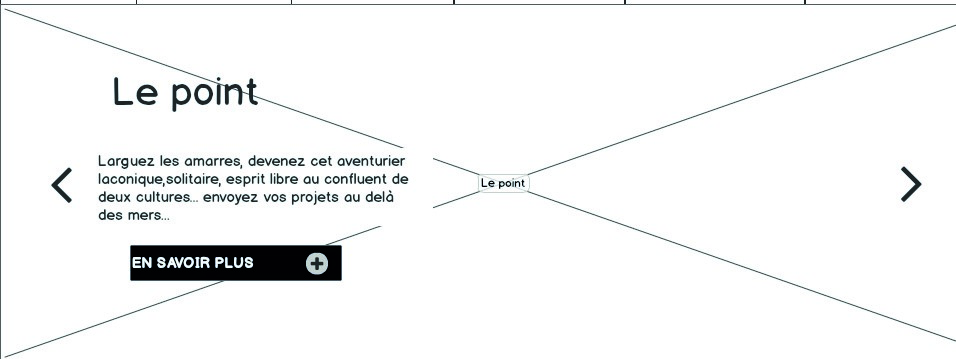 Le point
Larguez les amarres, devenez cet aventurier
laconique,solitaire, esprit libre au confluent de
deux cultures... envoyez vos projets au delà
des mers...
Le point
EN SAVOIR PLUS